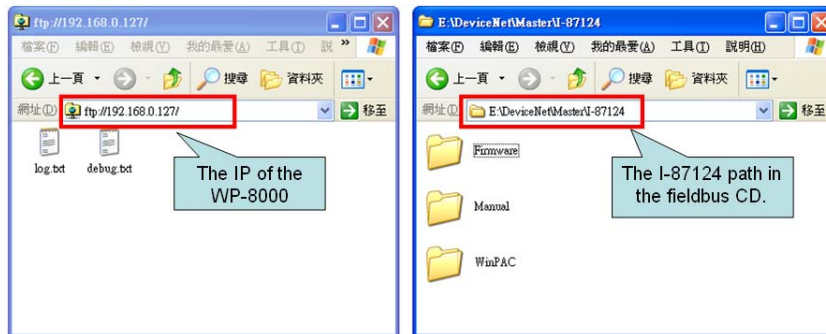 ftp://192.168.0.127/
檔案(F) 編輯(E) 檢視(V) 我的最愛(A) 工具(T) 說 »
上一頁 搜尋 資料夾
網址(D) ftp://192.168.0.127/ 移至
log.txt debug.txt
The IP of the
WP-8000
E:\DeviceNet\Master\I-87124
檔案(F) 編輯(E) 檢視(V) 我的最愛(A) 工具(T) 說明(H)
上一頁 搜尋 資料夾
網址(D) E:\DeviceNet\Master\I-87124 移至
Firmware
Manual
WinPAC
The I-87124 path in
the fieldbus CD.